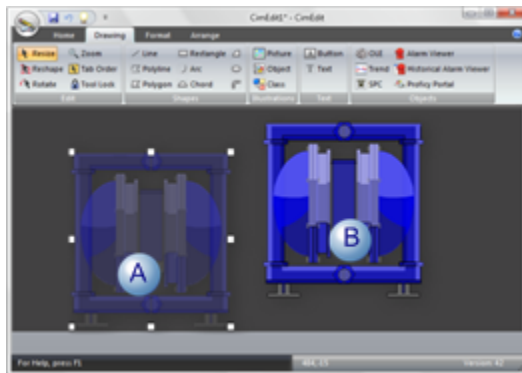 CimEdit1* - CimEdit
Home Drawing Format Arrange
Resize Zoom Line Rectangle Picture Button OLE Alarm Viewer
Reshape Tab Order Polyline Arc Object Text Trend Historical Alarm Viewer
Rotate Tool Lock Polygon Chord Class SPC Proficy Portal
Edit Shapes Illustrations Text Objects
A
B
For Help, press F1
Version: 42